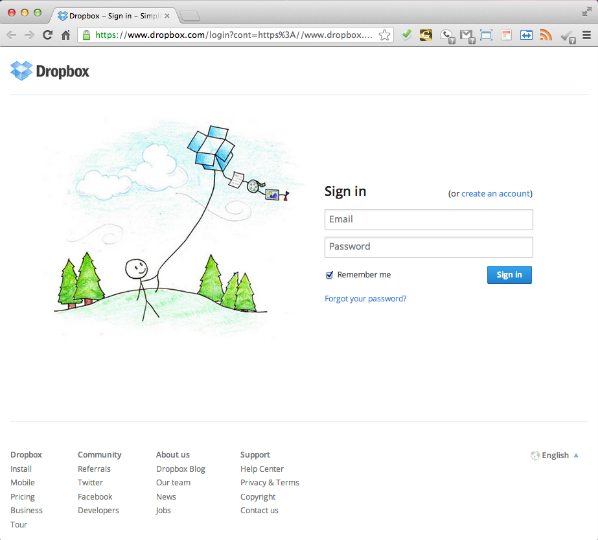 Dropbox – Sign in – Simpl
https://www.dropbox.com/login?cont=https%3A//www.dropbox....
Dropbox
Sign in
(or create an account)
Email
Password
Remember me
Sign in
Forgot your password?
Dropbox
Install
Mobile
Pricing
Business
Tour
Community
Referrals
Twitter
Facebook
Developers
About us
Dropbox Blog
Our team
News
Jobs
Support
Help Center
Privacy & Terms
Copyright
Contact us
English